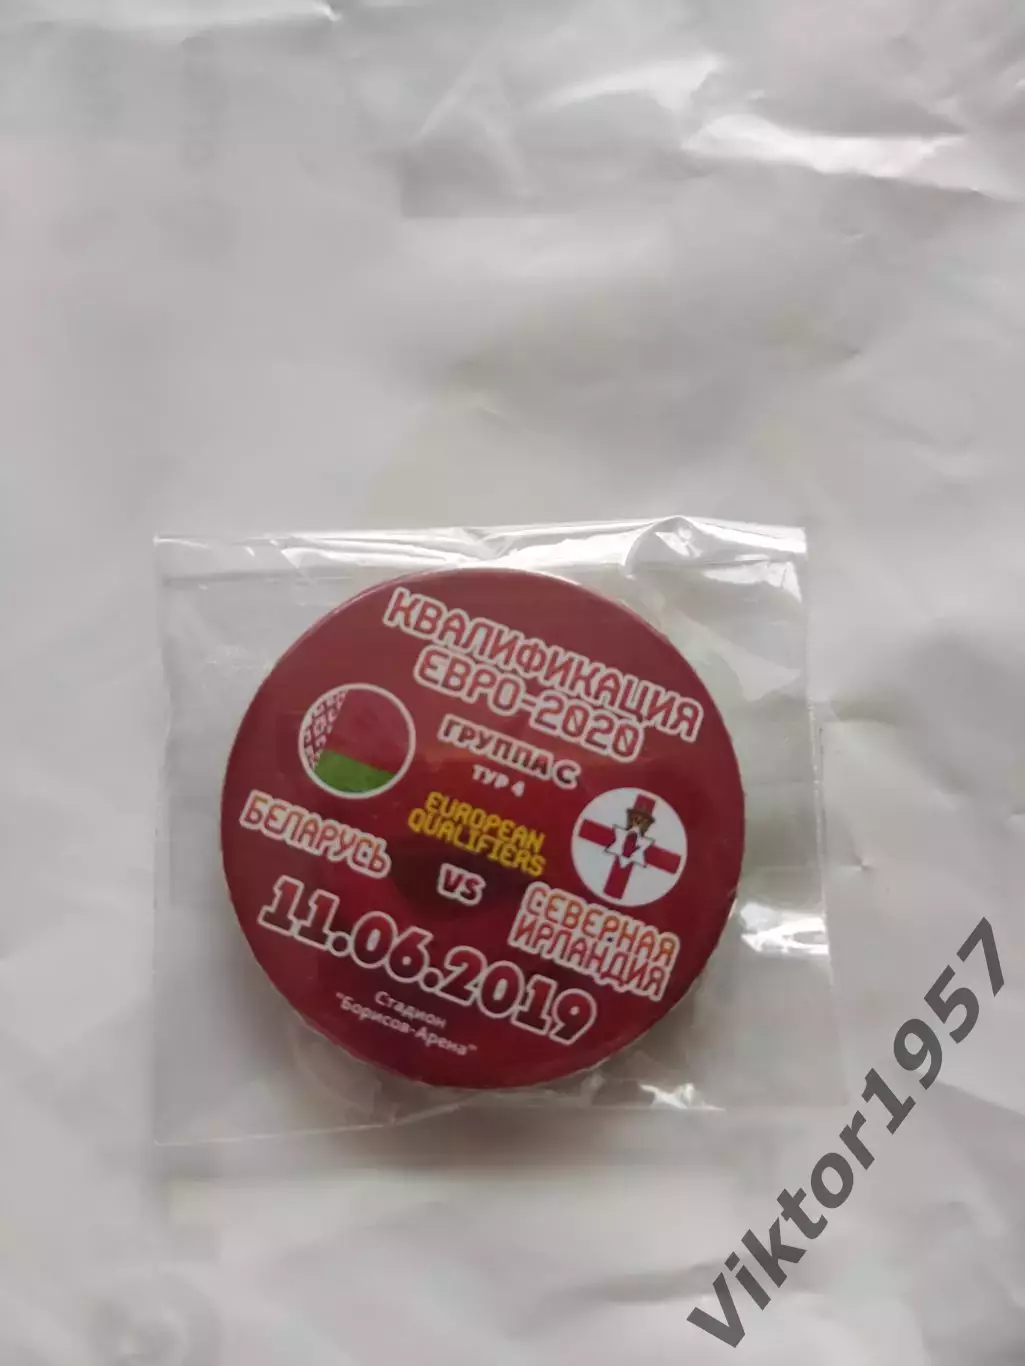 КВАЛИФИКАЦИЯ
ЕВРО-2020
ГРУППА С
ТУР 4
EUROPEAN
QUALIFIERS
БЕЛАРУСЬ
VS
СЕВЕРНАЯ
ИРЛАНДИЯ
11.06.2019
Стадион
"Борисов-Арена"
Viktor1957